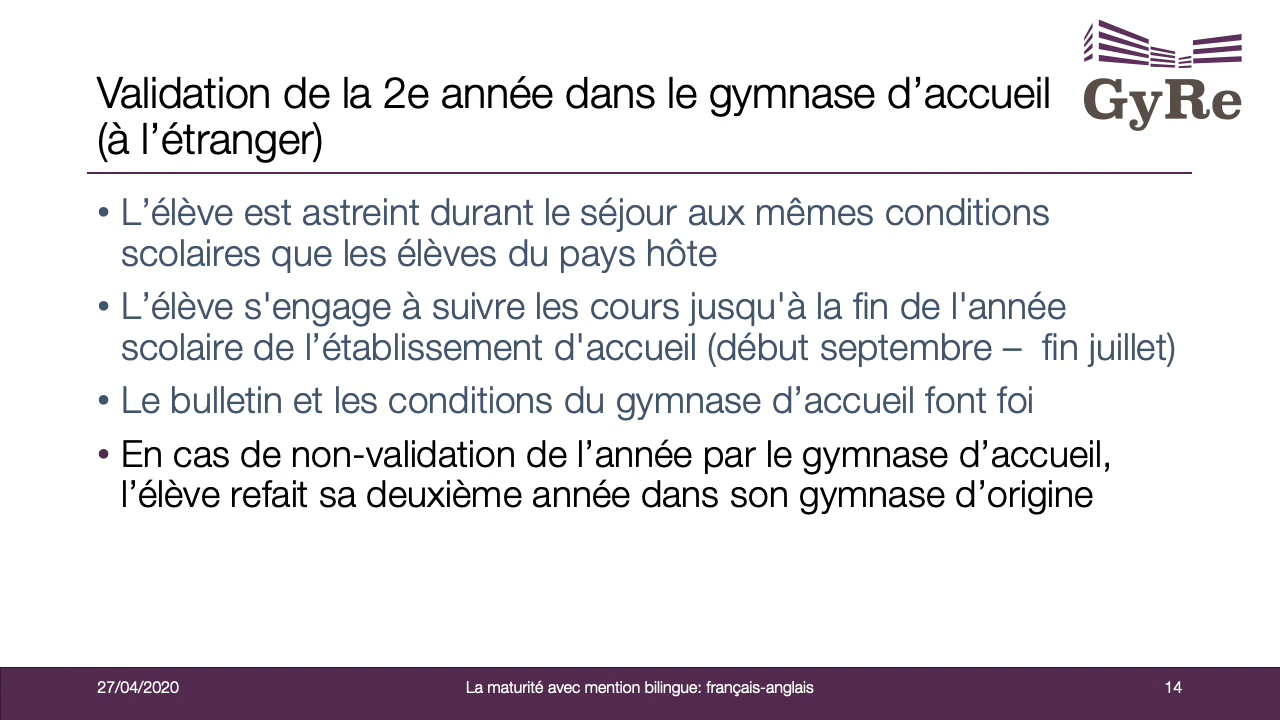 GyRe
Validation de la 2e année dans le gymnase d’accueil
(à l’étranger)
• L’élève est astreint durant le séjour aux mêmes conditions
scolaires que les élèves du pays hôte
• L’élève s'engage à suivre les cours jusqu'à la fin de l'année
scolaire de l’établissement d'accueil (début septembre –  fin juillet)
• Le bulletin et les conditions du gymnase d’accueil font foi
• En cas de non-validation de l’année par le gymnase d’accueil,
l’élève refait sa deuxième année dans son gymnase d’origine
27/04/2020
La maturité avec mention bilingue: français-anglais
14